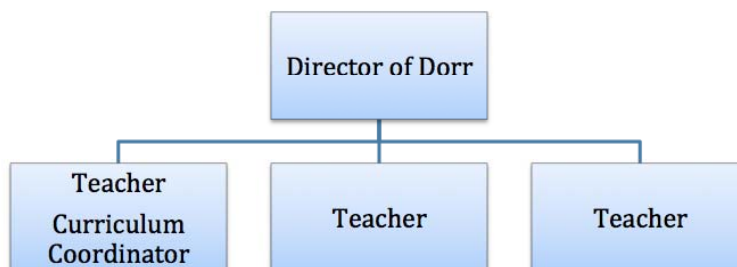 Director of Dorr
Teacher
Curriculum
Coordinator
Teacher
Teacher